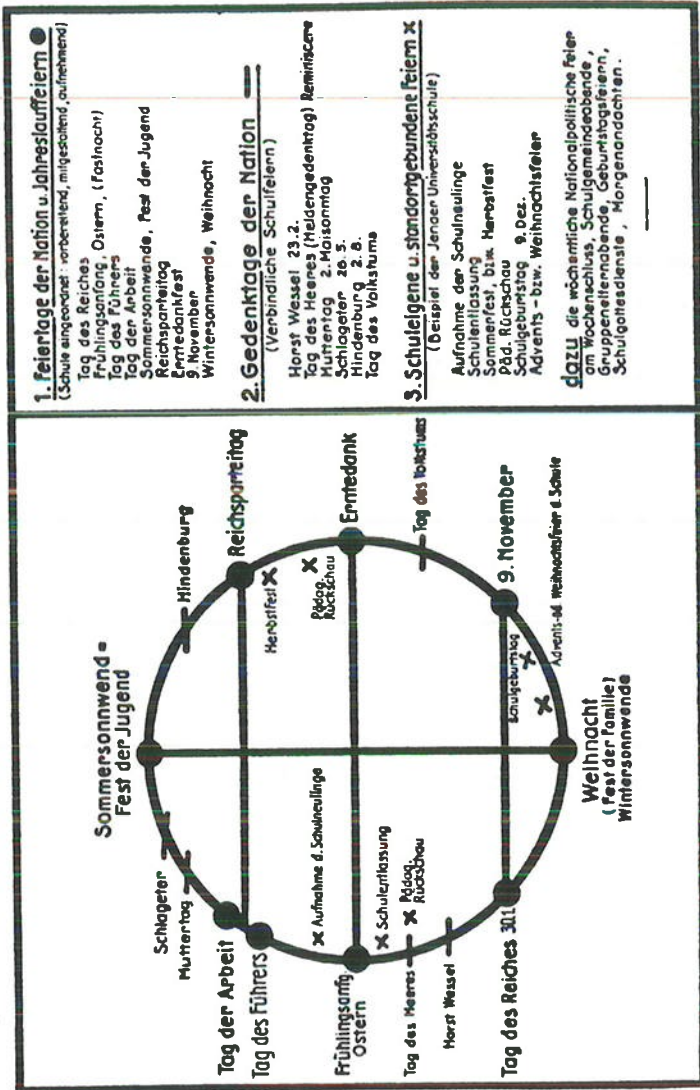 Sommersonnwend =
Fest der Jugend
Schlageter
Muttertag
Tag der Arbeit
Tag des Führers
Frühlingsanfg.
Ostern
Tag des Heeres
Horst Wessel
Tag des Reiches 30.1
Weihnacht
(Fest der Familie)
Wintersonnwende
Hindenburg
Reichsparteitag
Erntedank
Tag des Volkstums
9. November
Advents-bd. Weihnachtsfeier d. Schule
Aufnahme d. Schulneulinge
Schulentlassung
Pädag.
Rückschau
Herbstfest
Pädag.
Rückschau
Schulgeburtstag
1. Feiertage der Nation u. Jahreslauffeiern
(Schule eingeordnet: vorbereitend, mitgestaltend, aufnehmend)
Tag des Reiches
Frühlingsanfang, Ostern, (Fastnacht)
Tag des Führers
Tag der Arbeit
Sommersonnwende, Fest der Jugend
Reichsparteitag
Erntedankfest
9. November
Wintersonnwende, Weihnacht
2. Gedenktage der Nation
(Verbindliche Schulfeiern)
Horst Wessel 23.2.
Tag des Heeres (Heldengedenktag) Reminiscere
Muttertag 2. Maisonntag
Schlageter 26.5.
Hindenburg 2.8.
Tag des Volkstums
3. Schuleigene u. standortgebundene Feiern x
(Beispiel der Jenaer Universitätsschule)
Aufnahme der Schulneulinge
Schulentlassung
Sommerfest, bzw. Herbstfest
Päd. Rückschau
Schulgeburtstag 9. Dez.
Advents- bzw. Weihnachtsfeier
dazu die wöchentliche Nationalpolitische Feier
am Wochenschluss, Schulgemeindeabende,
Gruppenelternabende, Geburtstagsfeiern,
Schulgottesdienste, Morgenandachten.